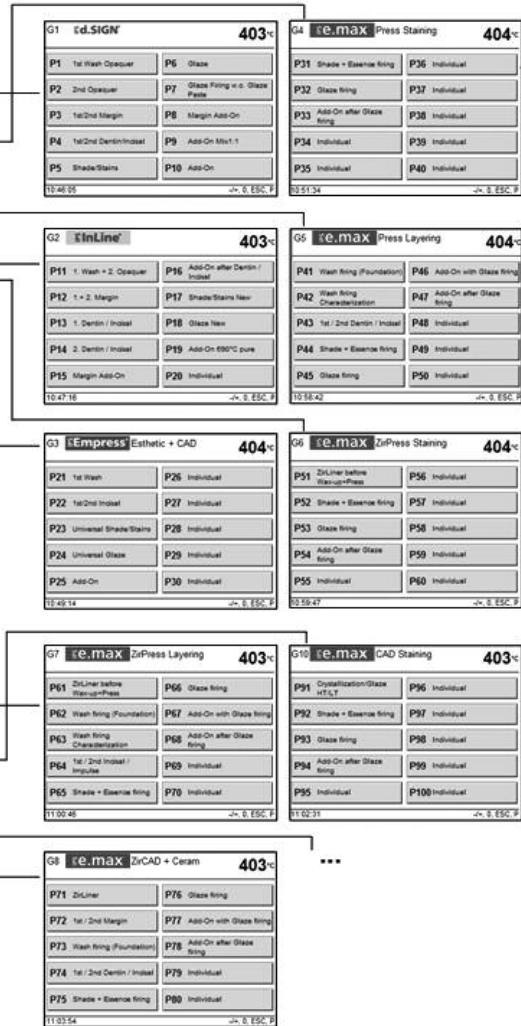 G1 d.SIGN 403°C
P1 1st Wash Opaquer
P6 Glaze
P2 2nd Opaquer
P7 Glaze Firing w.o. Glaze Paste
P3 1st/2nd Margin
P8 Margin Add-On
P4 1st/2nd Dentin/Incisal
P9 Add-On Mix1:1
P5 Shade/Stains
P10 Add-On
10:46:05 -/+, 0, ESC, P
G4 e.max Press Staining 404°C
P31 Shade + Essence firing
P36 Individual
P32 Glaze firing
P37 Individual
P33 Add-On after Glaze firing
P38 Individual
P34 Individual
P39 Individual
P35 Individual
P40 Individual
10:51:34 -/+, 0, ESC, P
G2 InLine 403°C
P11 1. Wash + 2. Opaquer
P16 Add-On after Dentin / Incisal
P12 1.+ 2. Margin
P17 Shade/Stains New
P13 1. Dentin / Incisal
P18 Glaze New
P14 2. Dentin / Incisal
P19 Add-On 690°C pure
P15 Margin Add-On
P20 Individual
10:47:16 -/+, 0, ESC, P
G5 e.max Press Layering 404°C
P41 Wash firing (Foundation)
P46 Add-On with Glaze firing
P42 Wash firing Characterization
P47 Add-On after Glaze firing
P43 1st / 2nd Dentin / Incisal
P48 Individual
P44 Shade + Essence firing
P49 Individual
P45 Glaze firing
P50 Individual
10:58:42 -/+, 0, ESC, P
G3 Empress Esthetic + CAD 404°C
P21 1st Wash
P26 Individual
P22 1st/2nd Incisal
P27 Individual
P23 Universal Shade/Stains
P28 Individual
P24 Universal Glaze
P29 Individual
P25 Add-On
P30 Individual
10:49:14 -/+, 0, ESC, P
G6 e.max ZirPress Staining 404°C
P51 ZirLiner before Wax-up+Press
P56 Individual
P52 Shade + Essence firing
P57 Individual
P53 Glaze firing
P58 Individual
P54 Add-On after Glaze firing
P59 Individual
P55 Individual
P60 Individual
10:59:47 -/+, 0, ESC, P
G7 e.max ZirPress Layering 403°C
P61 ZirLiner before Wax-up+Press
P66 Glaze firing
P62 Wash firing (Foundation)
P67 Add-On with Glaze firing
P63 Wash firing Characterization
P68 Add-On after Glaze firing
P64 1st / 2nd Incisal / Impulse
P69 Individual
P65 Shade + Essence firing
P70 Individual
11:00:46 -/+, 0, ESC, P
G10 e.max CAD Staining 403°C
P91 Crystallization/Glaze HT/LT
P96 Individual
P92 Shade + Essence firing
P97 Individual
P93 Glaze firing
P98 Individual
P94 Add-On after Glaze firing
P99 Individual
P95 Individual
P100 Individual
11:02:31 -/+, 0, ESC, P
...
G8 e.max ZirCAD + Ceram 403°C
P71 ZirLiner
P76 Glaze firing
P72 1st / 2nd Margin
P77 Add-On with Glaze firing
P73 Wash firing (Foundation)
P78 Add-On after Glaze firing
P74 1st / 2nd Dentin / Incisal
P79 Individual
P75 Shade + Essence firing
P80 Individual
11:03:54 -/+, 0, ESC, P